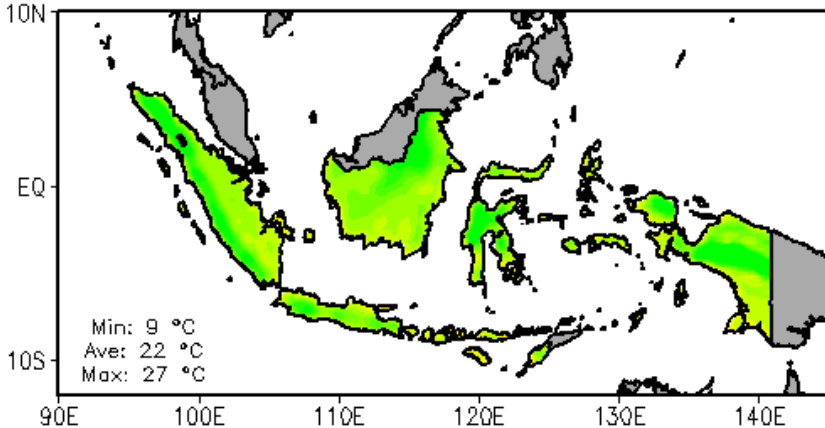 10N
EQ
Min: 9 °C
Ave: 22 °C
Max: 27 °C
10S
90E 100E 110E 120E 130E 140E